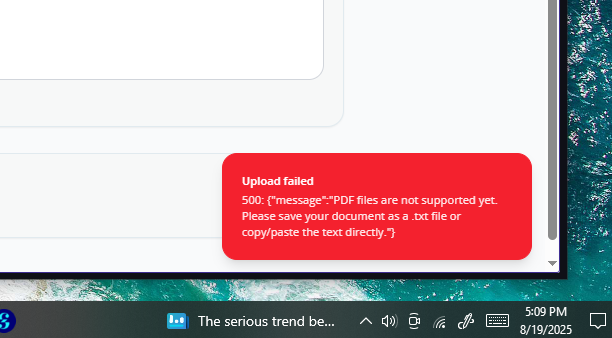 Upload failed
500: {"message":"PDF files are not supported yet.
Please save your document as a .txt file or
copy/paste the text directly."}
The serious trend be...
5:09 PM
8/19/2025